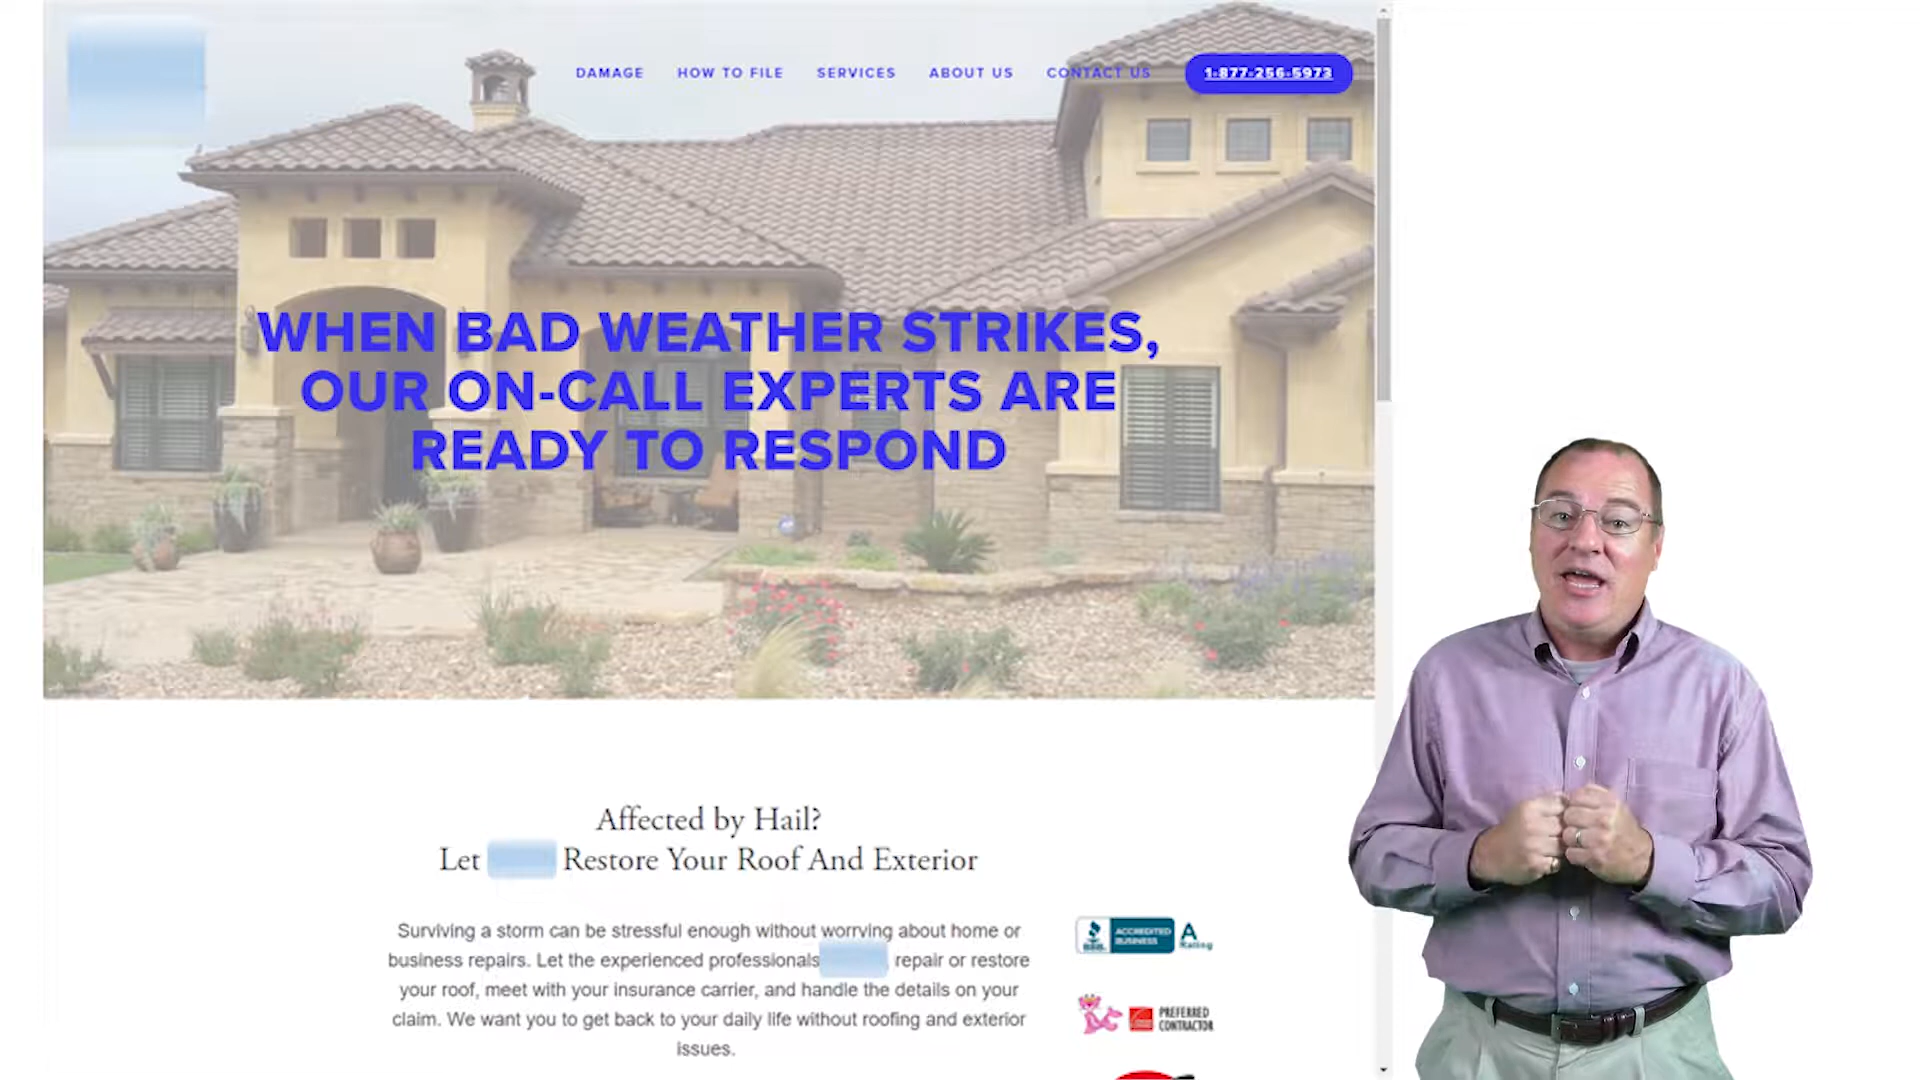 DAMAGE HOW TO FILE SERVICES ABOUT US CONTACT US 1-877-256-5973
WHEN BAD WEATHER STRIKES,
OUR ON-CALL EXPERTS ARE
READY TO RESPOND
Affected by Hail?
Let Restore Your Roof And Exterior
Surviving a storm can be stressful enough without worrying about home or
business repairs. Let the experienced professionals , repair or restore
your roof, meet with your insurance carrier, and handle the details on your
claim. We want you to get back to your daily life without roofing and exterior
issues.
BBB. ACCREDITED
BUSINESS
A
Rating
PREFERRED
CONTRACTOR